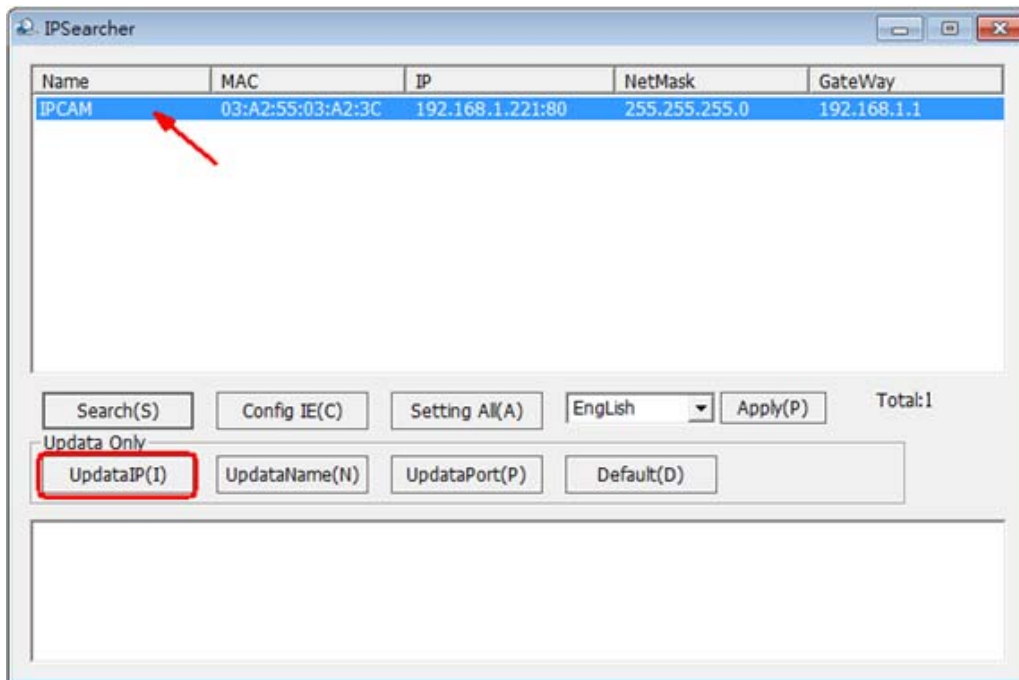 IPSearcher
Name MAC IP NetMask GateWay
IPCAM 03:A2:55:03:A2:3C 192.168.1.221:80 255.255.255.0 192.168.1.1
Search(S) Config IE(C) Setting All(A) EngLish Apply(P) Total:1
Updata Only
UpdataIP(I) UpdataName(N) UpdataPort(P) Default(D)